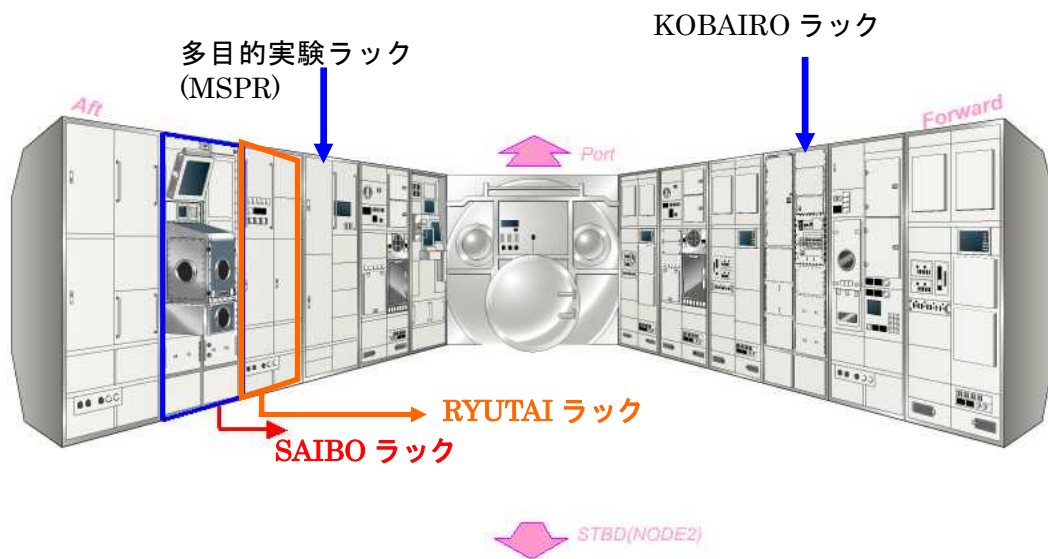 KOBAIRO ラック
多目的実験ラック
(MSPR)
Aft
Forward
Port
RYUTAI ラック
SAIBO ラック
STBD(NODE2)